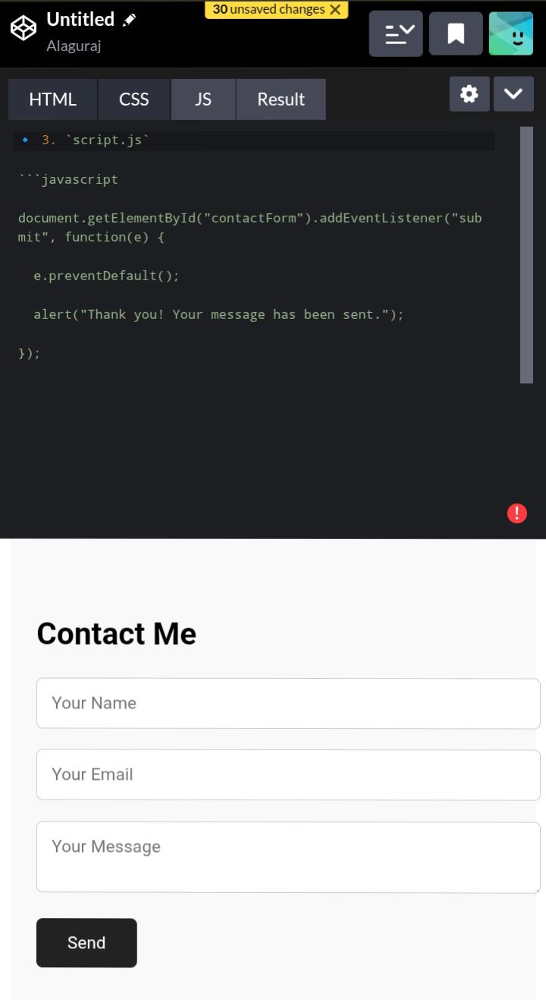 30 unsaved changes
Untitled
Alaguraj
HTML CSS JS Result
🔹 3. `script.js`
```javascript
document.getElementById("contactForm").addEventListener("sub
mit", function(e) {
  e.preventDefault();
  alert("Thank you! Your message has been sent.");
});
Contact Me
Your Name
Your Email
Your Message
Send